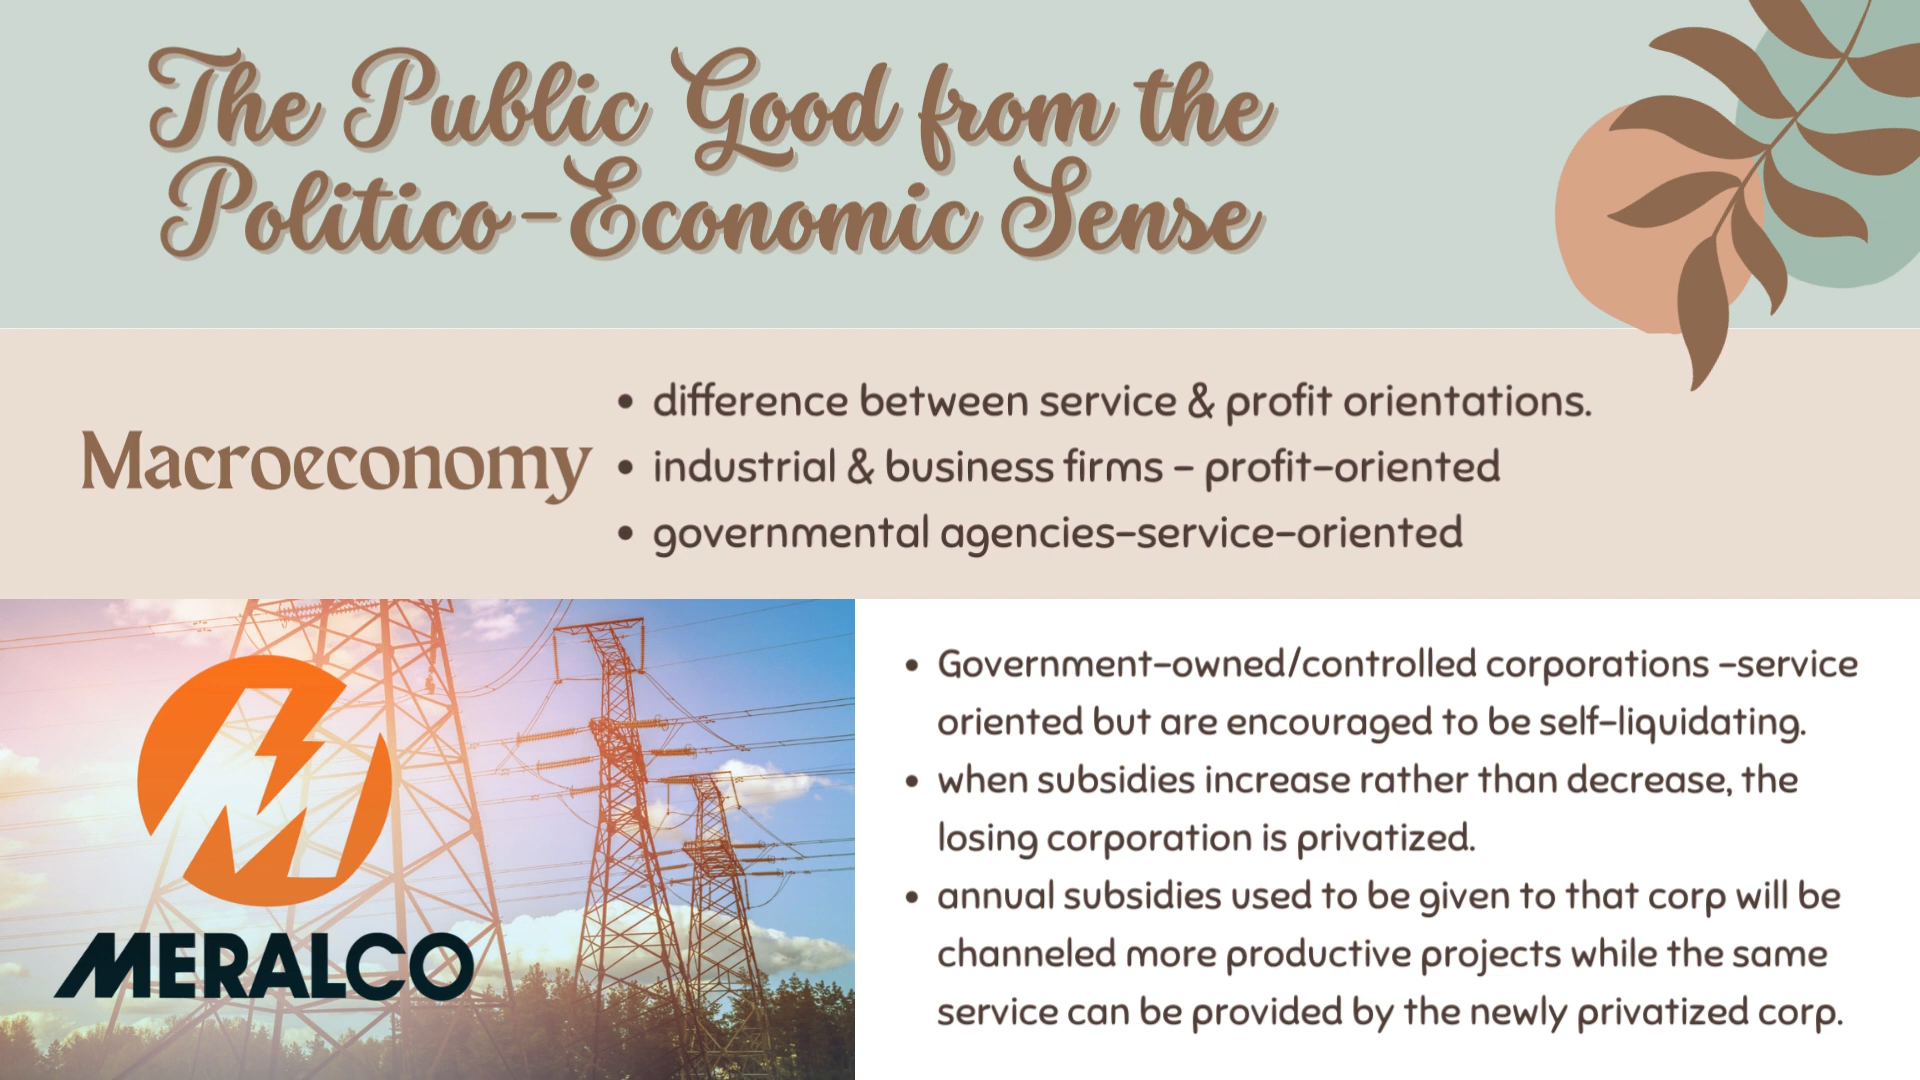 The Public Good from the
Politico-Economic Sense
Macroeconomy
• difference between service & profit orientations.
• industrial & business firms - profit-oriented
• governmental agencies-service-oriented
MERALCO
• Government-owned/controlled corporations -service
oriented but are encouraged to be self-liquidating.
• when subsidies increase rather than decrease, the
losing corporation is privatized.
• annual subsidies used to be given to that corp will be
channeled more productive projects while the same
service can be provided by the newly privatized corp.